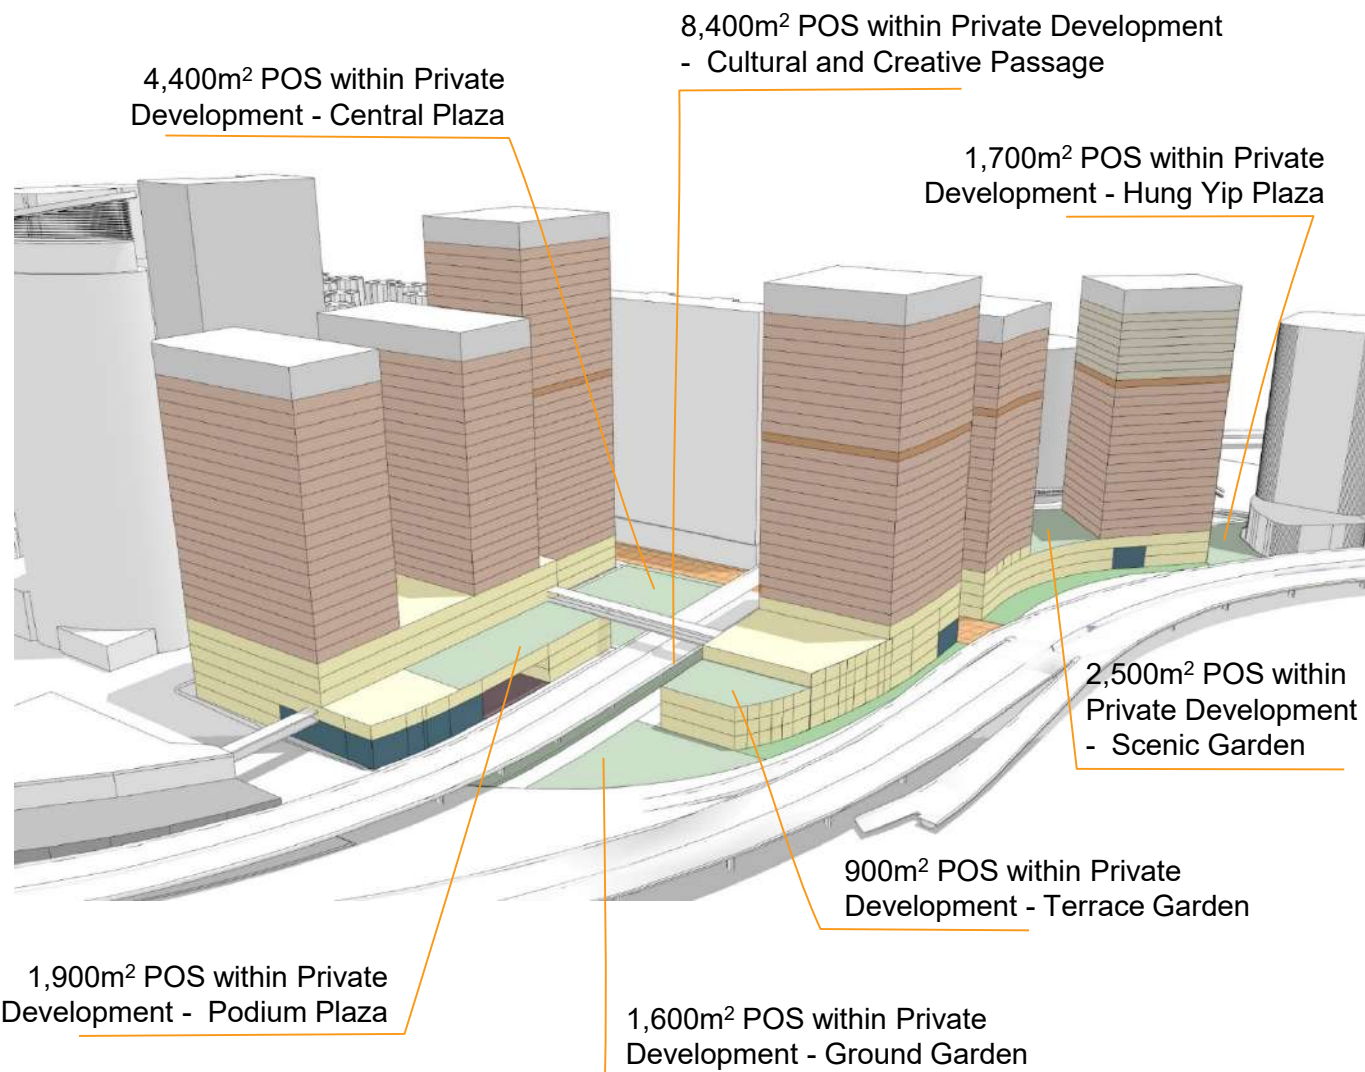 8,400m² POS within Private Development
- Cultural and Creative Passage
4,400m² POS within Private
Development - Central Plaza
1,700m² POS within Private
Development - Hung Yip Plaza
2,500m² POS within
Private Development
- Scenic Garden
900m² POS within Private
Development - Terrace Garden
1,900m² POS within Private
Development - Podium Plaza
1,600m² POS within Private
Development - Ground Garden